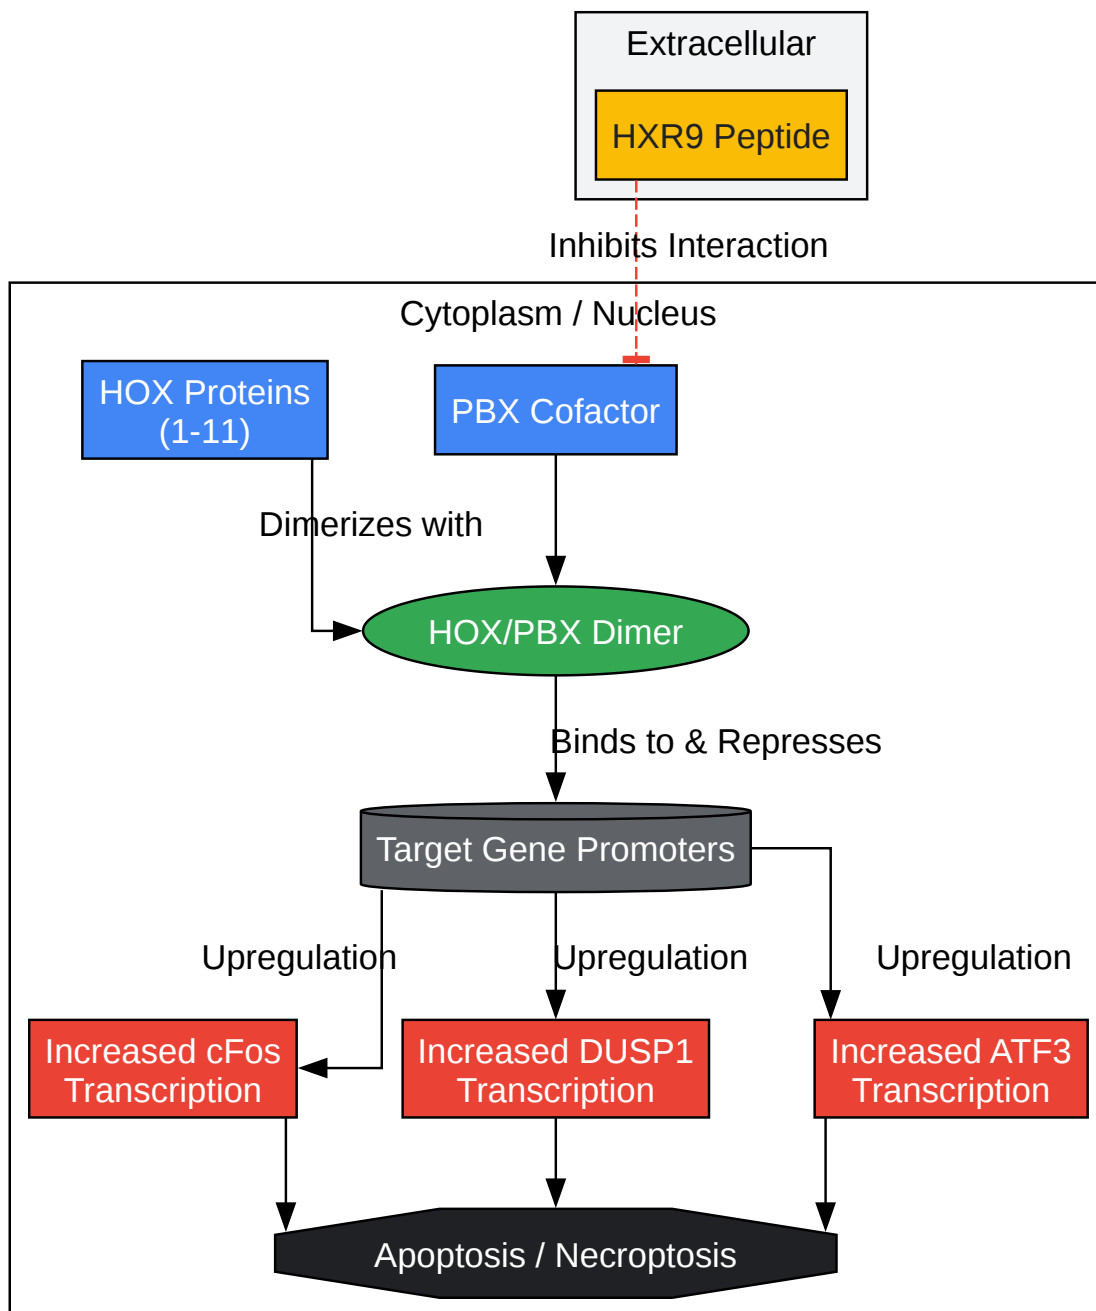 Extracellular
HXR9 Peptide
Inhibits Interaction
Cytoplasm / Nucleus
HOX Proteins
(1-11)
PBX Cofactor
Dimerizes with
HOX/PBX Dimer
Binds to & Represses
Target Gene Promoters
Upregulation
Upregulation
Upregulation
Increased cFos
Transcription
Increased DUSP1
Transcription
Increased ATF3
Transcription
Apoptosis / Necroptosis